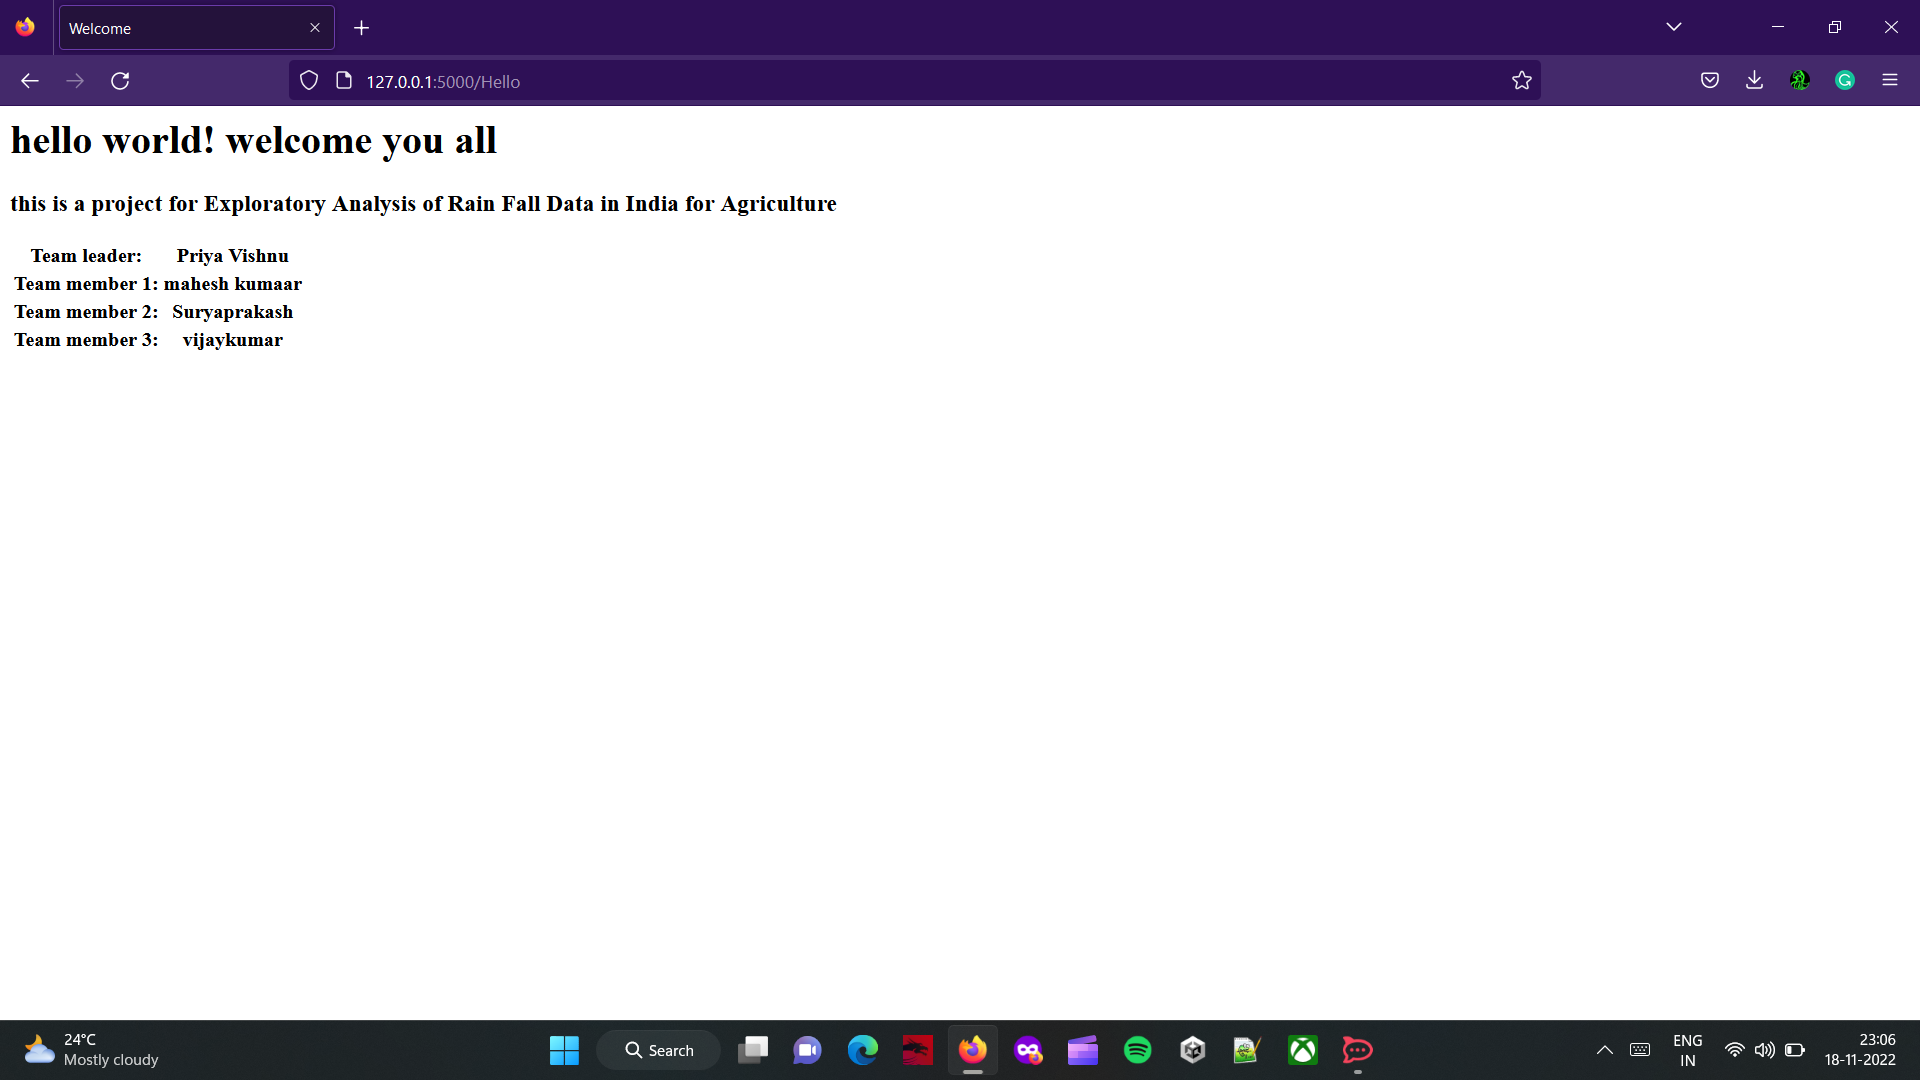 Welcome
127.0.0.1:5000/Hello
hello world! welcome you all
this is a project for Exploratory Analysis of Rain Fall Data in India for Agriculture
Team leader: Priya Vishnu
Team member 1: mahesh kumaar
Team member 2: Suryaprakash
Team member 3: vijaykumar
24°C
Mostly cloudy
Search
ENG
IN
23:06
18-11-2022